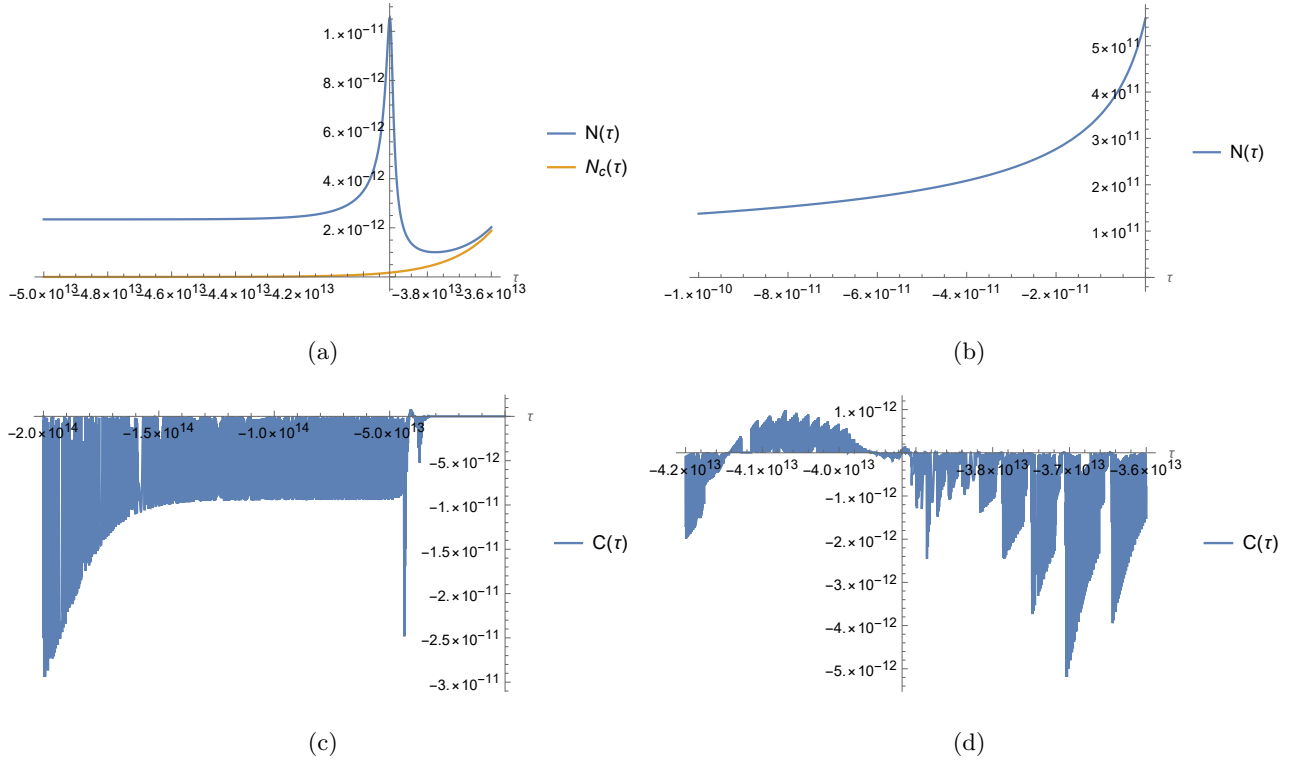 1.×10⁻¹¹
8.×10⁻¹²
6.×10⁻¹²
4.×10⁻¹²
2.×10⁻¹²
−5.0×10¹³ −4.8×10¹³ −4.6×10¹³ −4.4×10¹³ −4.2×10¹³ −3.8×10¹³ −3.6×10¹³
τ
N(τ)
N_c(τ)
(a)
5×10¹¹
4×10¹¹
3×10¹¹
2×10¹¹
1×10¹¹
−1.×10⁻¹⁰ −8.×10⁻¹¹ −6.×10⁻¹¹ −4.×10⁻¹¹ −2.×10⁻¹¹
τ
N(τ)
(b)
−2.0×10¹⁴ −1.5×10¹⁴ −1.0×10¹⁴ −5.0×10¹³
τ
−5.×10⁻¹²
−1.×10⁻¹¹
−1.5×10⁻¹¹
−2.×10⁻¹¹
−2.5×10⁻¹¹
−3.×10⁻¹¹
C(τ)
(c)
1.×10⁻¹²
−4.2×10¹³ −4.1×10¹³ −4.0×10¹³ −3.8×10¹³ −3.7×10¹³ −3.6×10¹³
τ
−1.×10⁻¹²
−2.×10⁻¹²
−3.×10⁻¹²
−4.×10⁻¹²
−5.×10⁻¹²
C(τ)
(d)